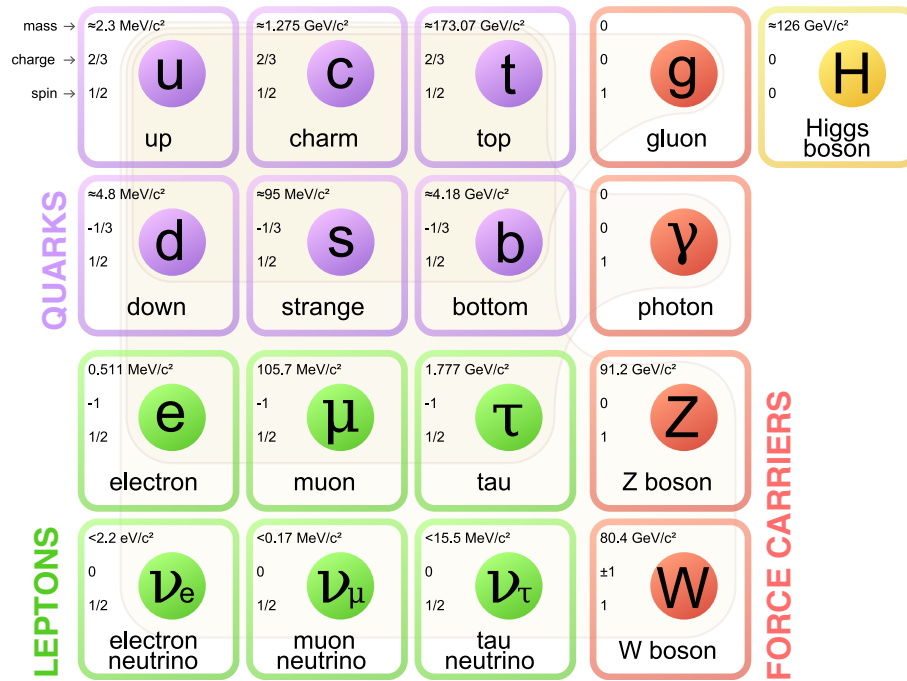 mass →
≈2.3 MeV/c²
charge →
2/3
spin →
1/2
u
up
≈1.275 GeV/c²
2/3
1/2
c
charm
≈173.07 GeV/c²
2/3
1/2
t
top
0
0
1
g
gluon
≈126 GeV/c²
0
0
H
Higgs
boson
QUARKS
≈4.8 MeV/c²
-1/3
1/2
d
down
≈95 MeV/c²
-1/3
1/2
s
strange
≈4.18 GeV/c²
-1/3
1/2
b
bottom
0
0
1
γ
photon
LEPTONS
0.511 MeV/c²
-1
1/2
e
electron
105.7 MeV/c²
-1
1/2
μ
muon
1.777 GeV/c²
-1
1/2
τ
tau
91.2 GeV/c²
0
1
Z
Z boson
FORCE CARRIERS
<2.2 eV/c²
0
1/2
νe
electron
neutrino
<0.17 MeV/c²
0
1/2
νμ
muon
neutrino
<15.5 MeV/c²
0
1/2
ντ
tau
neutrino
80.4 GeV/c²
±1
1
W
W boson